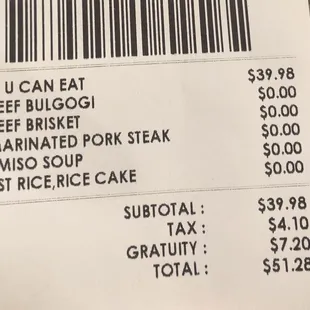 U CAN EAT $39.98
EEF BULGOGI $0.00
EEF BRISKET $0.00
ARINATED PORK STEAK $0.00
MISO SOUP $0.00
ST RICE,RICE CAKE $0.00
SUBTOTAL : $39.98
TAX : $4.10
GRATUITY : $7.20
TOTAL : $51.28